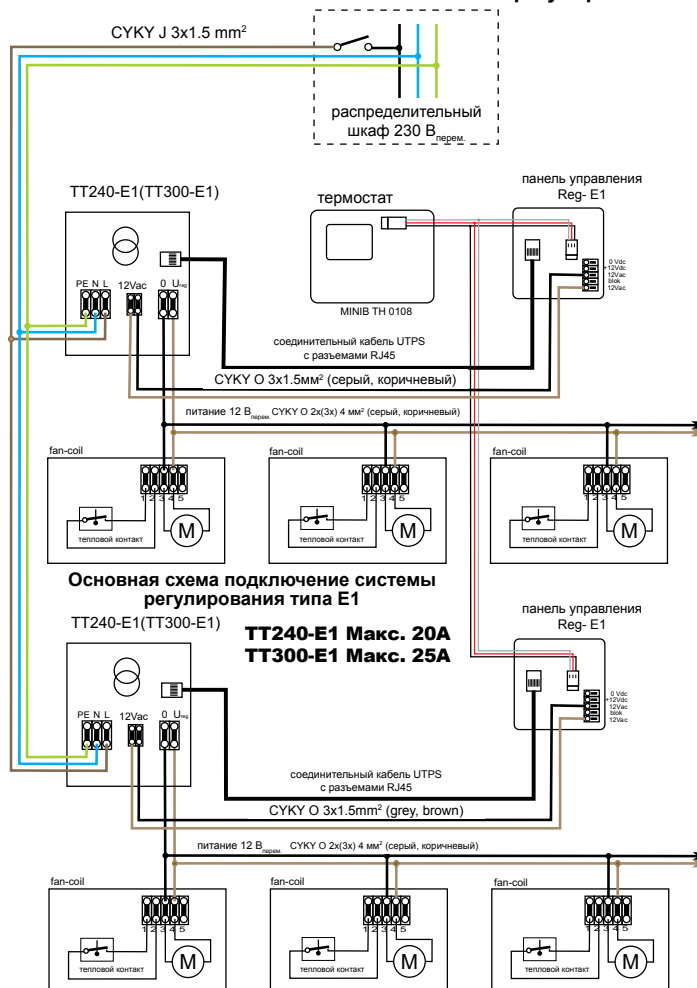 CYKY J 3x1.5 mm²
распределительный
шкаф 230 Вперем.
TT240-E1(TT300-E1)
термостат
панель управления
Reg- E1
PE N L
12Vac
0 Ureg
0 Vdc
+12Vdc
12Vac
blok
12Vac
MINIB TH 0108
соединительный кабель UTPS
с разъемами RJ45
CYKY O 3x1.5мм² (серый, коричневый)
питание 12 Вперем. CYKY O 2x(3x) 4 мм² (серый, коричневый)
fan-coil
fan-coil
fan-coil
1 2 3 4 5
1 2 3 4 5
1 2 3 4 5
M
M
M
тепловой контакт
тепловой контакт
тепловой контакт
Основная схема подключение системы
регулирования типа E1
TT240-E1(TT300-E1)
TT240-E1 Макс. 20A
TT300-E1 Макс. 25A
панель управления
Reg- E1
PE N L
12Vac
0 Ureg
0 Vdc
+12Vdc
12Vac
blok
12Vac
соединительный кабель UTPS
с разъемами RJ45
CYKY O 3x1.5mm² (grey, brown)
питание 12 Вперем. CYKY O 2x(3x) 4 мм² (серый, коричневый)
fan-coil
fan-coil
fan-coil
1 2 3 4 5
1 2 3 4 5
1 2 3 4 5
M
M
M
тепловой контакт
тепловой контакт
тепловой контакт